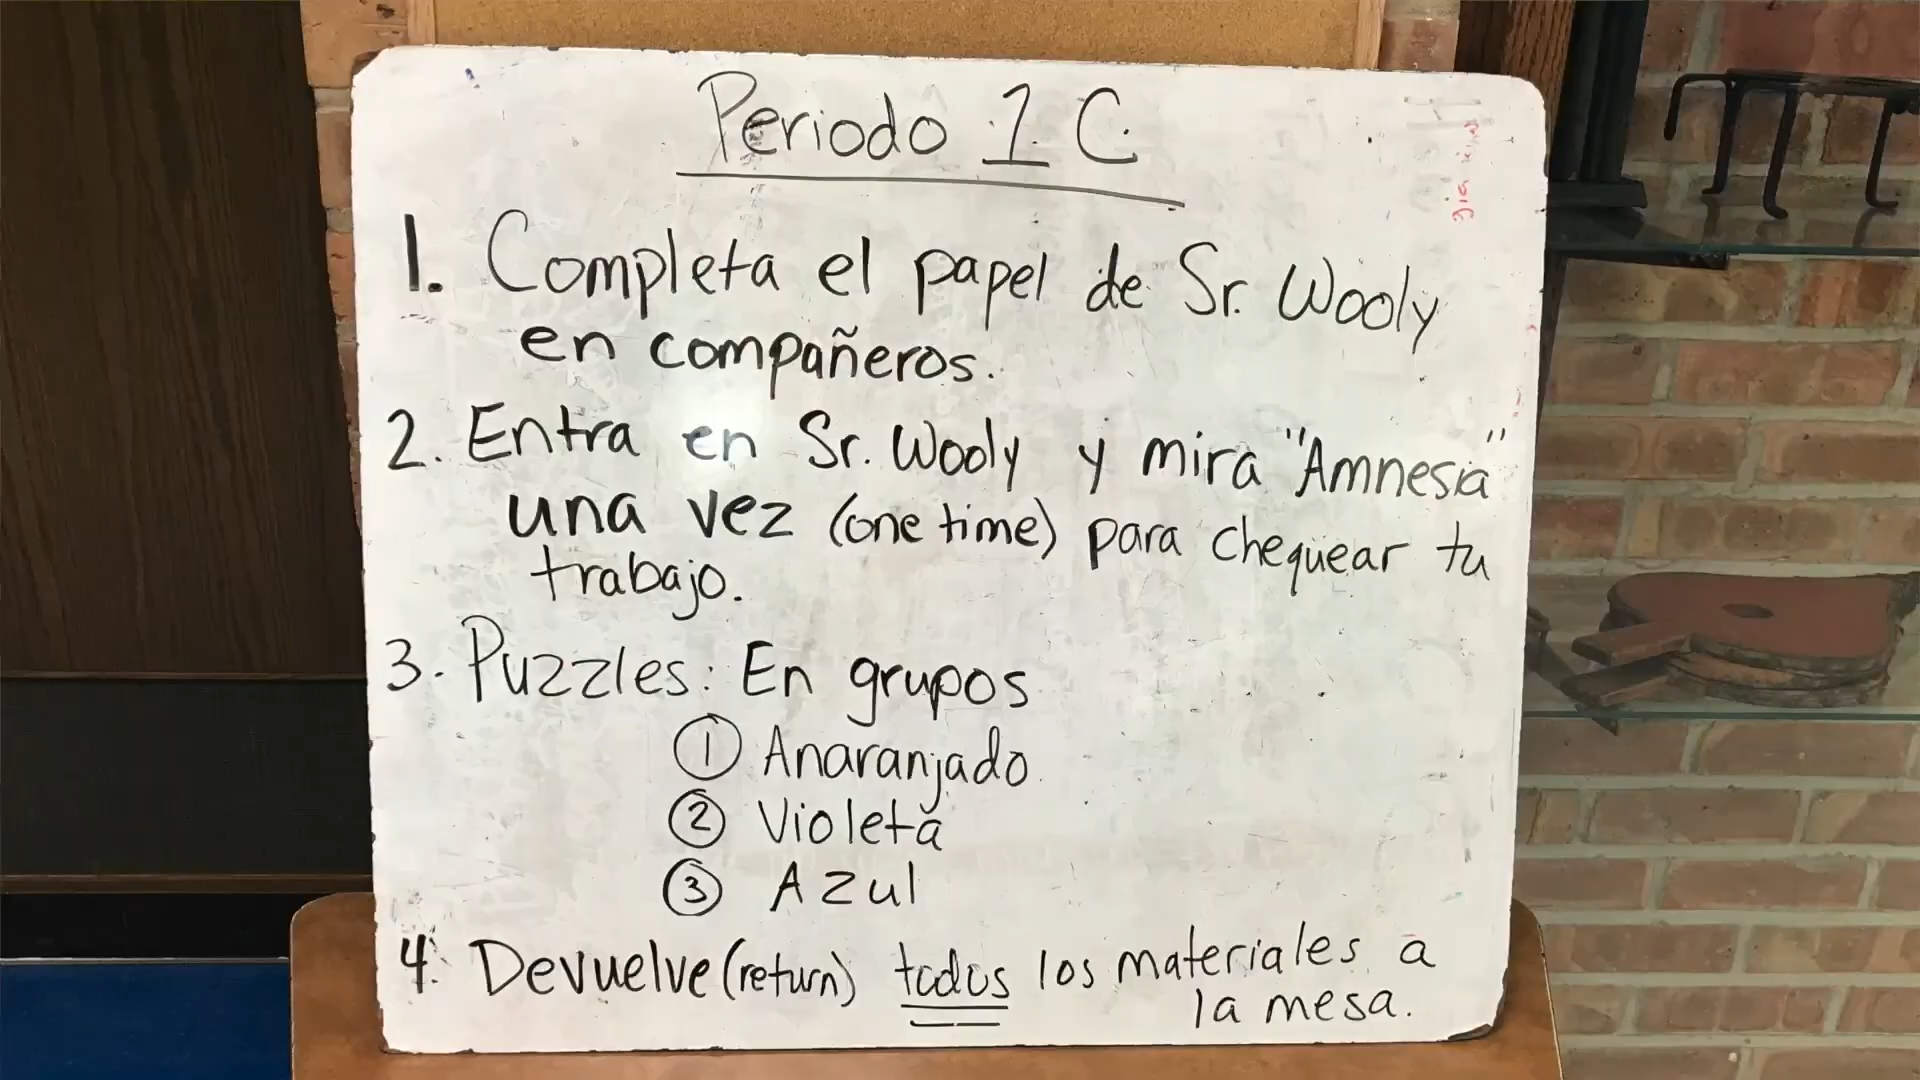 Periodo 1 C
1. Completa el papel de Sr. Wooly
en compañeros.
2. Entra en Sr. Wooly y mira "Amnesia"
una vez (one time) para chequear tu
trabajo.
3. Puzzles: En grupos
① Anaranjado
② Violeta
③ Azul
4. Devuelve (return) todos los materiales a
la mesa.